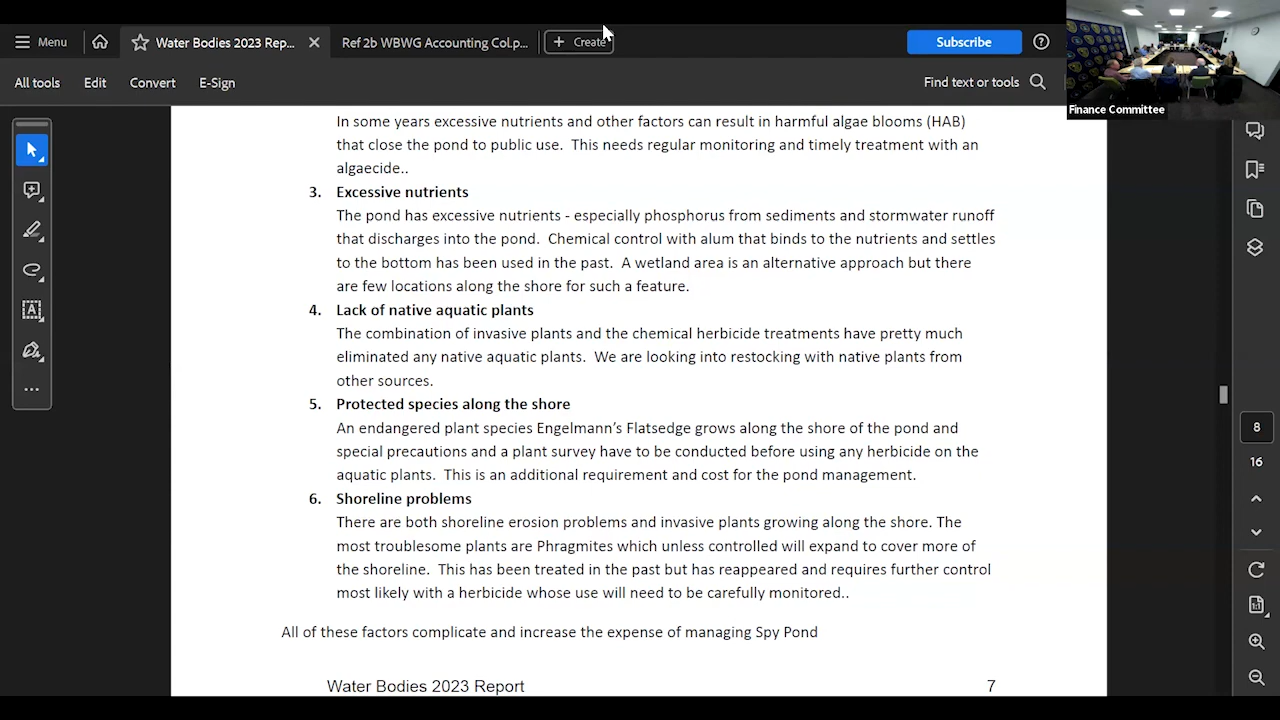 Menu
Water Bodies 2023 Rep...
Ref 2b WBWG Accounting Col.p...
Create
Subscribe
All tools
Edit
Convert
E-Sign
Find text or tools
Finance Committee
In some years excessive nutrients and other factors can result in harmful algae blooms (HAB)
that close the pond to public use. This needs regular monitoring and timely treatment with an
algaecide..
3. Excessive nutrients
The pond has excessive nutrients - especially phosphorus from sediments and stormwater runoff
that discharges into the pond. Chemical control with alum that binds to the nutrients and settles
to the bottom has been used in the past. A wetland area is an alternative approach but there
are few locations along the shore for such a feature.
4. Lack of native aquatic plants
The combination of invasive plants and the chemical herbicide treatments have pretty much
eliminated any native aquatic plants. We are looking into restocking with native plants from
other sources.
5. Protected species along the shore
An endangered plant species Engelmann's Flatsedge grows along the shore of the pond and
special precautions and a plant survey have to be conducted before using any herbicide on the
aquatic plants. This is an additional requirement and cost for the pond management.
6. Shoreline problems
There are both shoreline erosion problems and invasive plants growing along the shore. The
most troublesome plants are Phragmites which unless controlled will expand to cover more of
the shoreline. This has been treated in the past but has reappeared and requires further control
most likely with a herbicide whose use will need to be carefully monitored..
All of these factors complicate and increase the expense of managing Spy Pond
Water Bodies 2023 Report 7
8
16
1:1